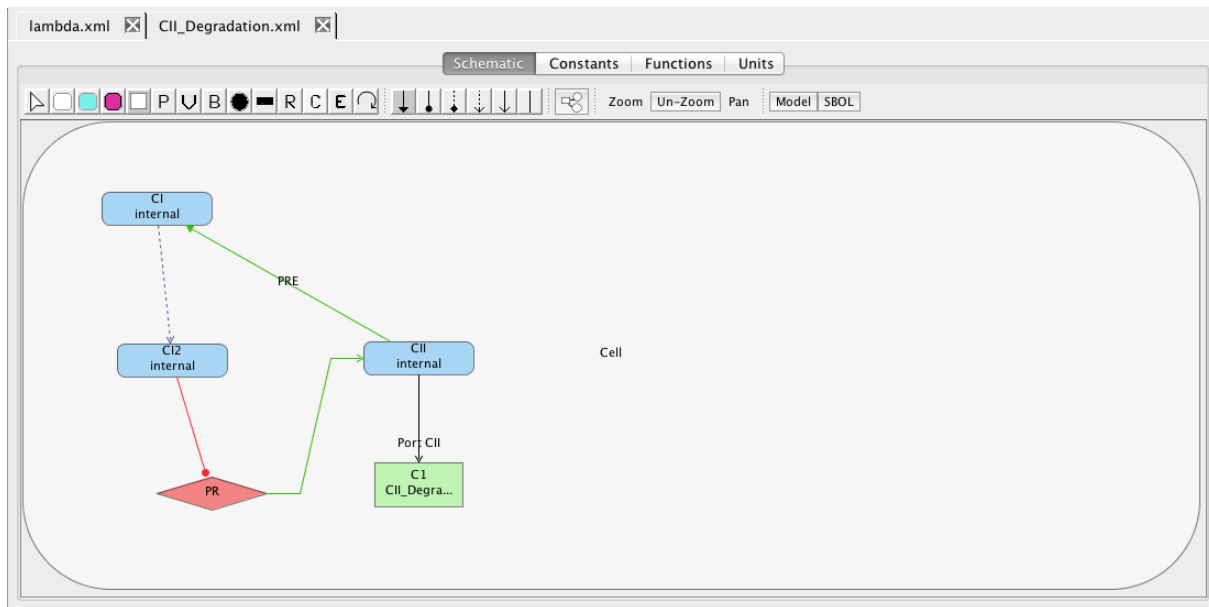 lambda.xml CII_Degradation.xml
Schematic Constants Functions Units
P V B R C E Zoom Un-Zoom Pan Model SBOL
CI
internal
PRE
CI2
internal
CII
internal
Cell
Port CII
PR
C1
CII_Degra...